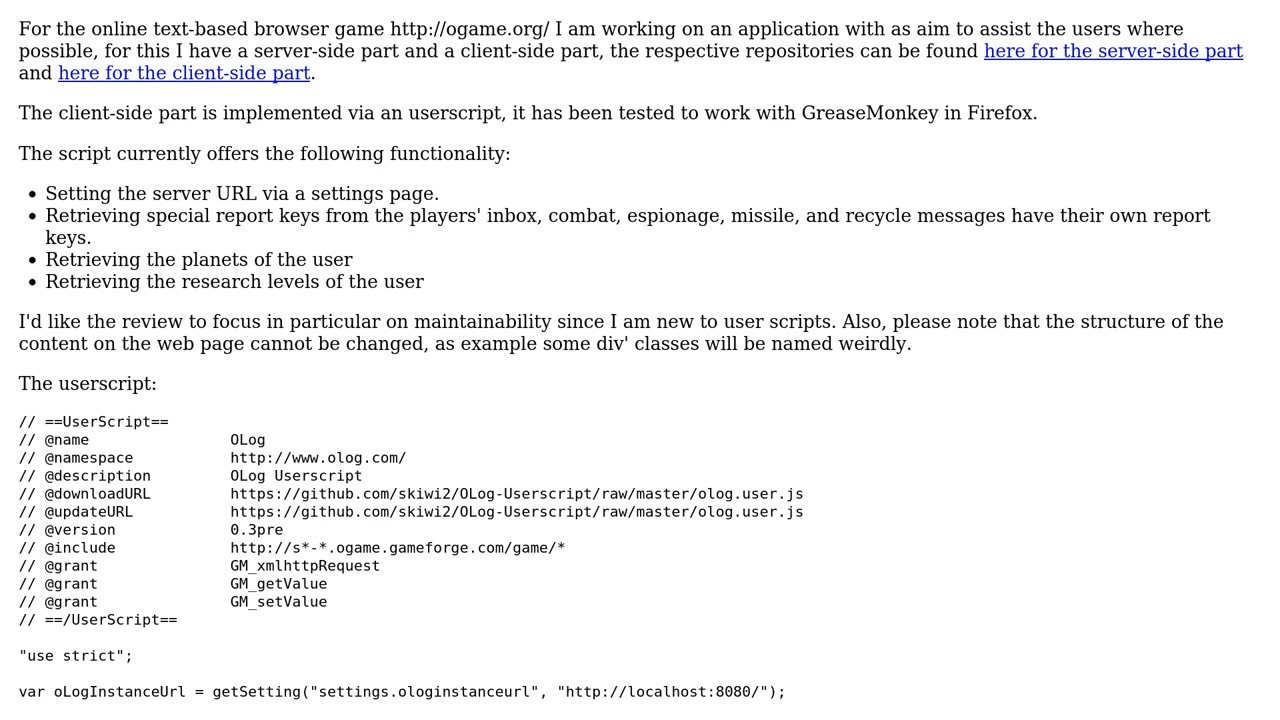 For the online text-based browser game http://ogame.org/ I am working on an application with as aim to assist the users where
possible, for this I have a server-side part and a client-side part, the respective repositories can be found here for the server-side part
and here for the client-side part.
The client-side part is implemented via an userscript, it has been tested to work with GreaseMonkey in Firefox.
The script currently offers the following functionality:
• Setting the server URL via a settings page.
• Retrieving special report keys from the players' inbox, combat, espionage, missile, and recycle messages have their own report
keys.
• Retrieving the planets of the user
• Retrieving the research levels of the user
I'd like the review to focus in particular on maintainability since I am new to user scripts. Also, please note that the structure of the
content on the web page cannot be changed, as example some div' classes will be named weirdly.
The userscript:
// ==UserScript==
// @name                OLog
// @namespace           http://www.olog.com/
// @description         OLog Userscript
// @downloadURL         https://github.com/skiwi2/OLog-Userscript/raw/master/olog.user.js
// @updateURL           https://github.com/skiwi2/OLog-Userscript/raw/master/olog.user.js
// @version             0.3pre
// @include             http://s*-*.ogame.gameforge.com/game/*
// @grant               GM_xmlhttpRequest
// @grant               GM_getValue
// @grant               GM_setValue
// ==/UserScript==
"use strict";
var oLogInstanceUrl = getSetting("settings.ologinstanceurl", "http://localhost:8080/");